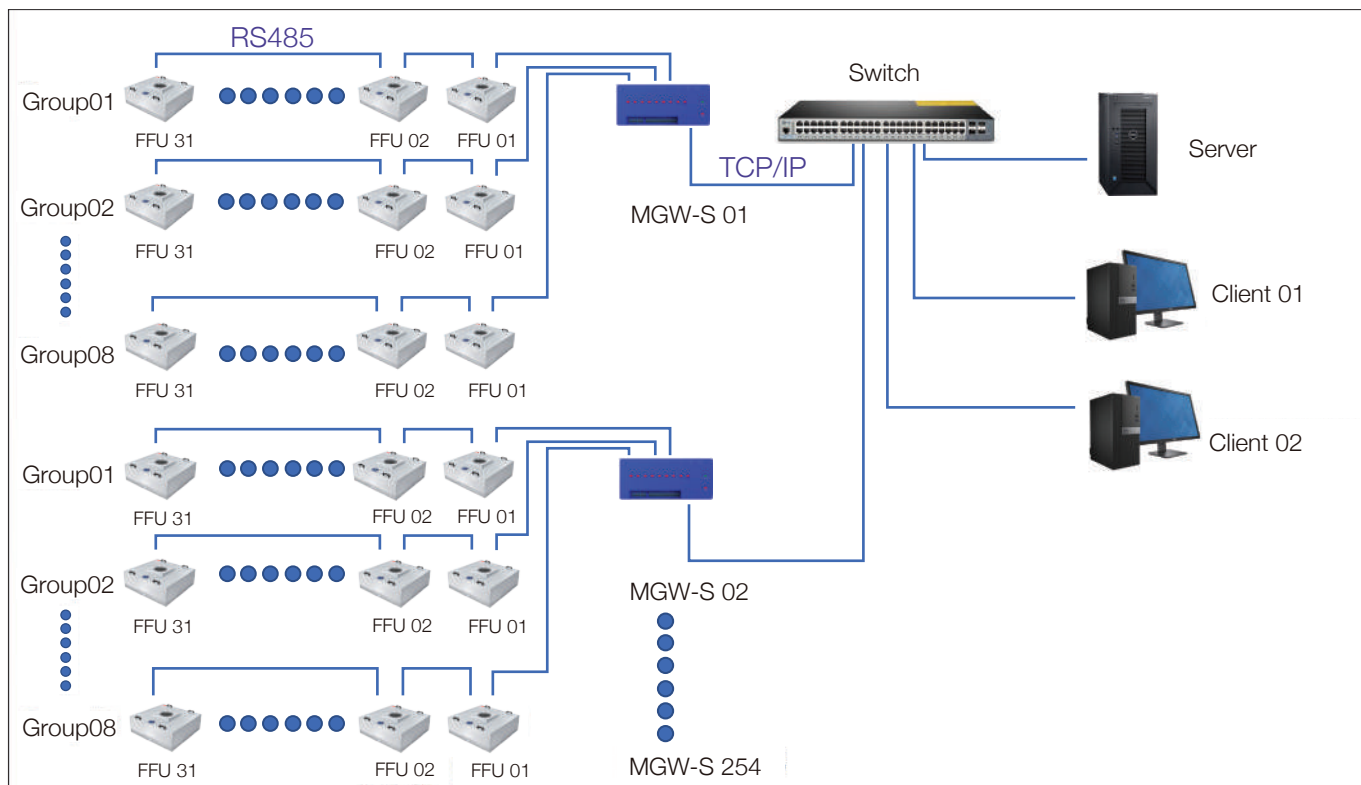 RS485
Switch
Group01
FFU 31
FFU 02
FFU 01
Server
TCP/IP
Group02
MGW-S 01
FFU 31
FFU 02
FFU 01
Client 01
Group08
FFU 31
FFU 02
FFU 01
Client 02
Group01
FFU 31
FFU 02
FFU 01
Group02
MGW-S 02
FFU 31
FFU 02
FFU 01
Group08
FFU 31
FFU 02
FFU 01
MGW-S 254